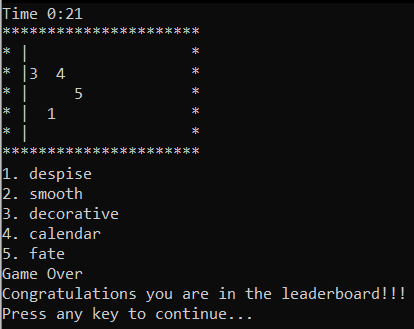 Time 0:21
**********************
* |                  *
* |3  4              *
* |     5            *
* |  1               *
* |                  *
**********************
1. despise
2. smooth
3. decorative
4. calendar
5. fate
Game Over
Congratulations you are in the leaderboard!!!
Press any key to continue...